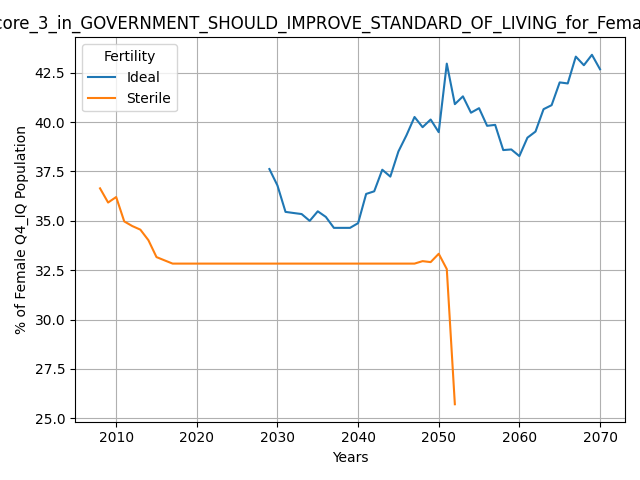 core_3_in_GOVERNMENT_SHOULD_IMPROVE_STANDARD_OF_LIVING_for_Fema
Fertility
Ideal
Sterile
% of Female Q4_IQ Population
42.5
40.0
37.5
35.0
32.5
30.0
27.5
25.0
2010 2020 2030 2040 2050 2060 2070
Years